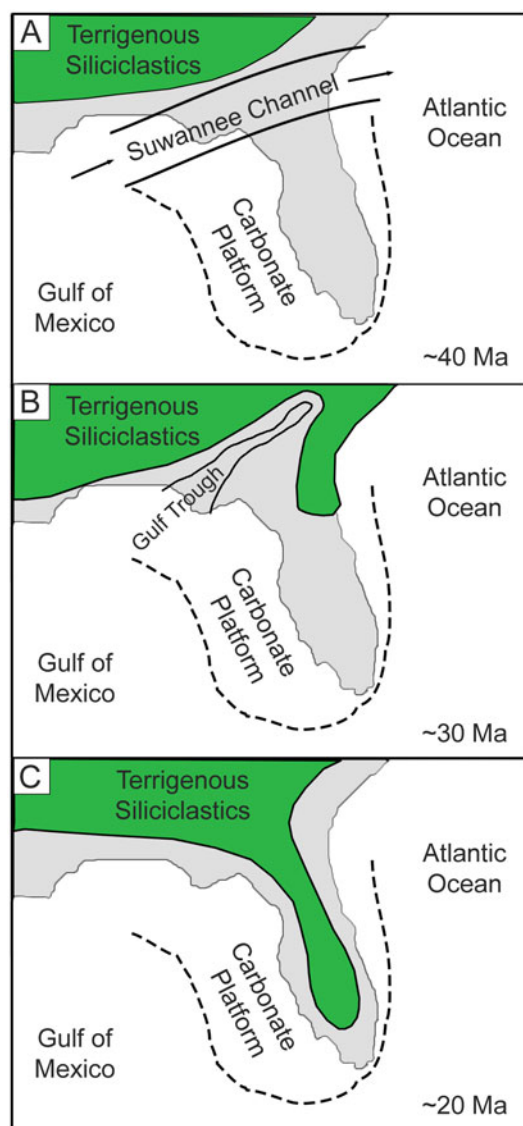 A
Terrigenous
Siliciclastics
Suwannee Channel
Atlantic
Ocean
Carbonate
Platform
Gulf of
Mexico
~40 Ma
B
Terrigenous
Siliciclastics
Gulf Trough
Atlantic
Ocean
Carbonate
Platform
Gulf of
Mexico
~30 Ma
C
Terrigenous
Siliciclastics
Atlantic
Ocean
Carbonate
Platform
Gulf of
Mexico
~20 Ma